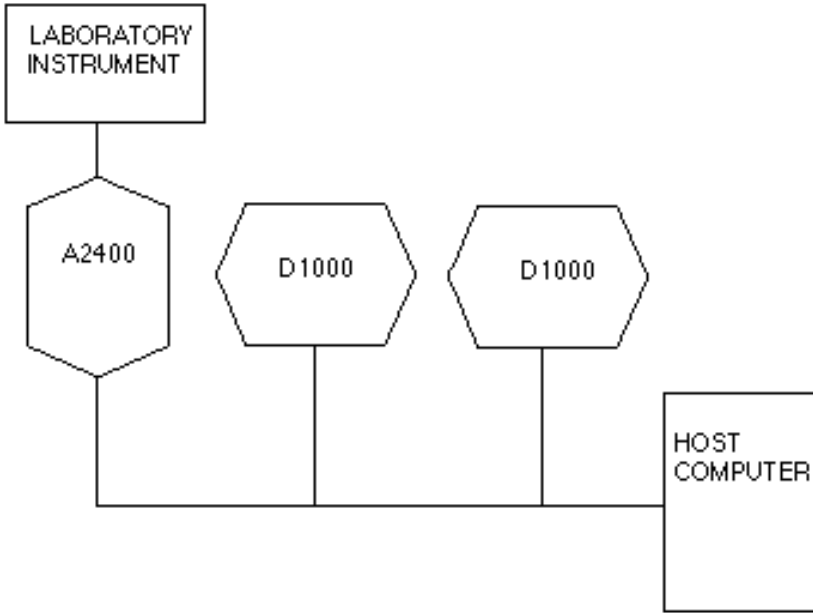 LABORATORY
INSTRUMENT
A2400
D1000
D1000
HOST
COMPUTER